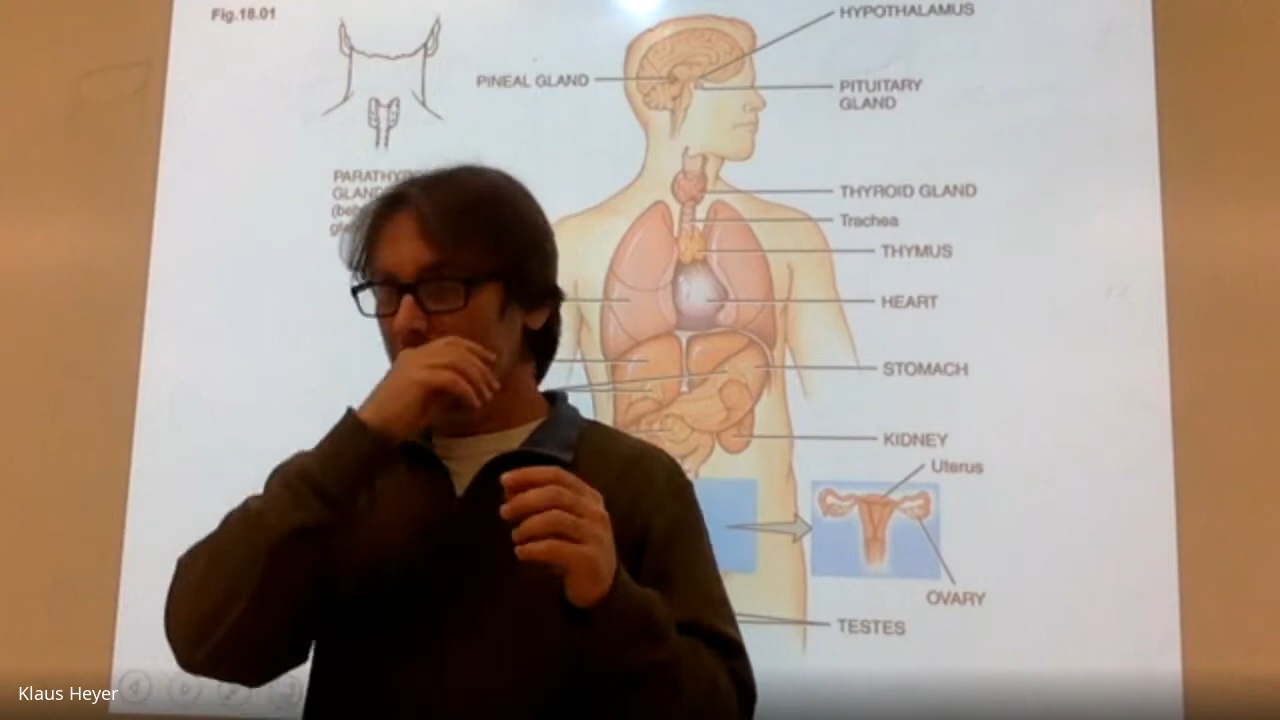 Fig.18.01
HYPOTHALAMUS
PINEAL GLAND
PITUITARY
GLAND
THYROID GLAND
Trachea
THYMUS
HEART
STOMACH
KIDNEY
Uterus
OVARY
TESTES
Klaus Heyer